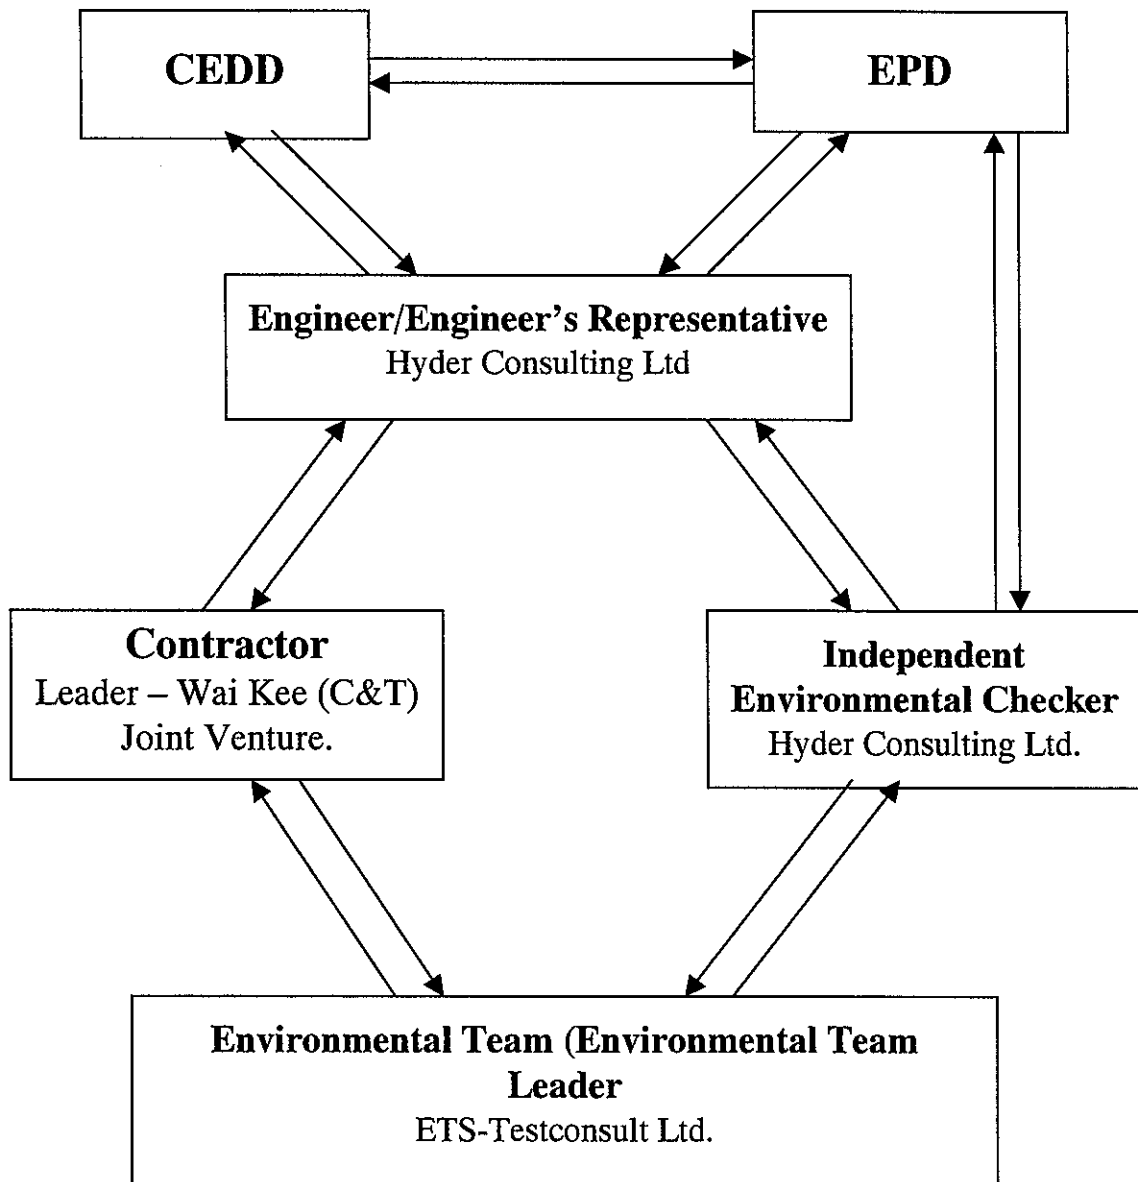 CEDD
EPD
Engineer/Engineer's Representative
Hyder Consulting Ltd
Contractor
Leader – Wai Kee (C&T)
Joint Venture.
Independent
Environmental Checker
Hyder Consulting Ltd.
Environmental Team (Environmental Team
Leader
ETS-Testconsult Ltd.